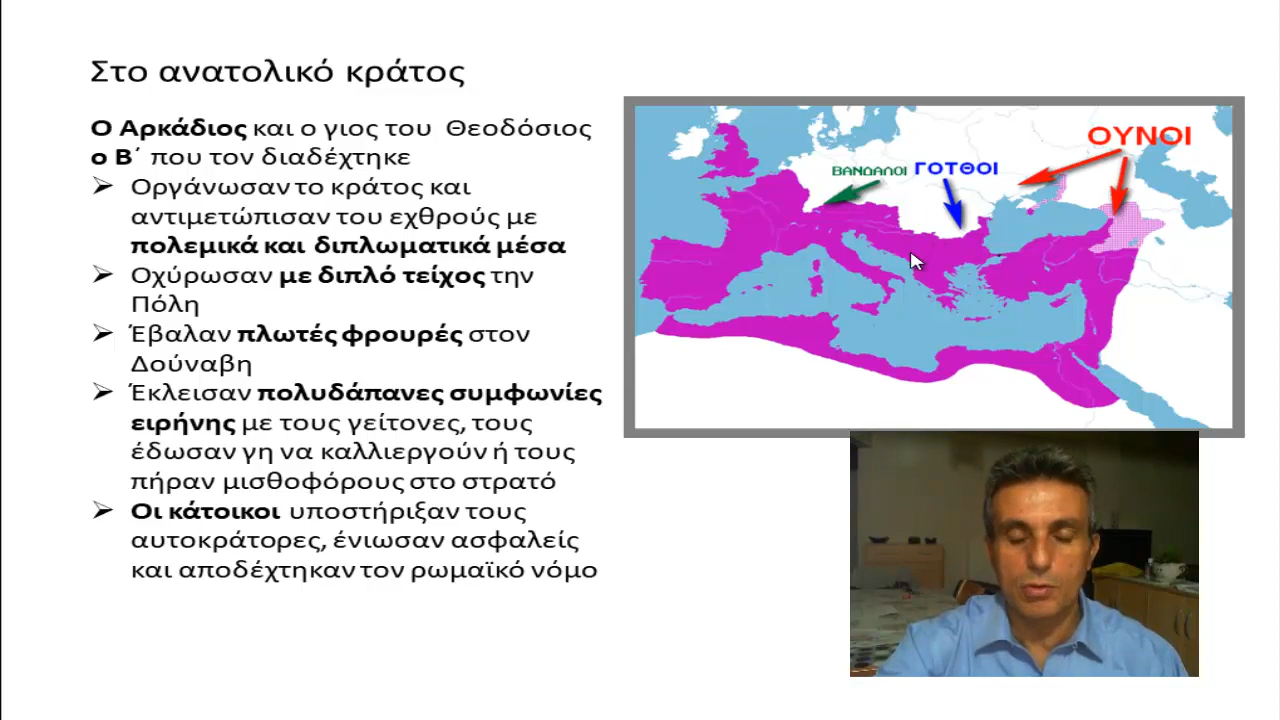 Στο ανατολικό κράτος
Ο Αρκάδιος και ο γιος του Θεοδόσιος
ο Β΄ που τον διαδέχτηκε
➢ Οργάνωσαν το κράτος και
αντιμετώπισαν του εχθρούς με
πολεμικά και διπλωματικά μέσα
➢ Οχύρωσαν με διπλό τείχος την
Πόλη
➢ Έβαλαν πλωτές φρουρές στον
Δούναβη
➢ Έκλεισαν πολυδάπανες συμφωνίες
ειρήνης με τους γείτονες, τους
έδωσαν γη να καλλιεργούν ή τους
πήραν μισθοφόρους στο στρατό
➢ Οι κάτοικοι υποστήριξαν τους
αυτοκράτορες, ένιωσαν ασφαλείς
και αποδέχτηκαν τον ρωμαϊκό νόμο
ΟΥΝΟΙ
ΒΑΝΔΑΛΟΙ ΓΟΤΘΟΙ